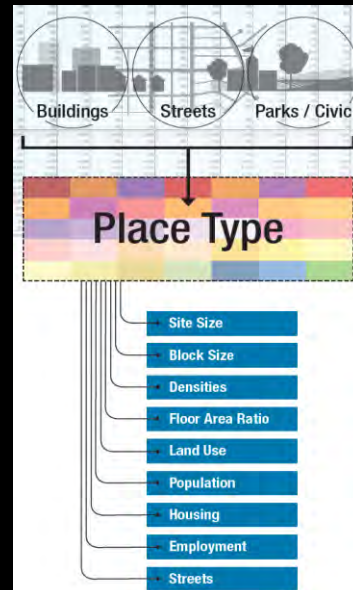 Buildings
Streets
Parks / Civic
Place Type
Site Size
Block Size
Densities
Floor Area Ratio
Land Use
Population
Housing
Employment
Streets